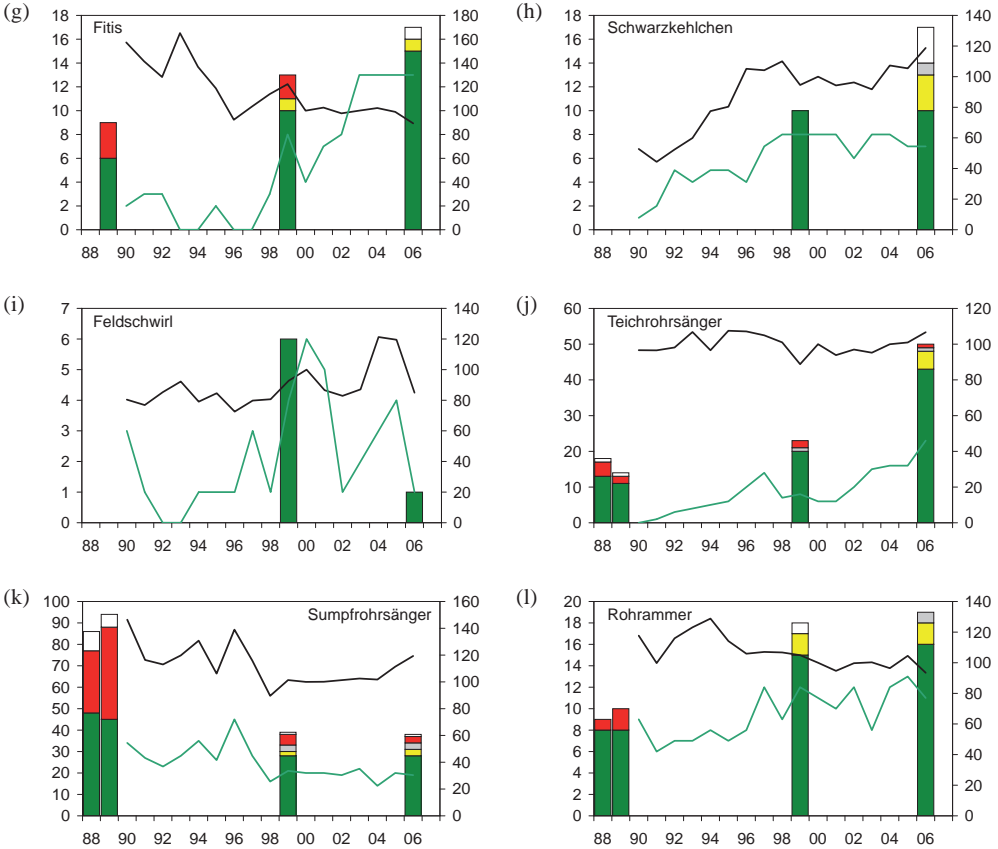 (g)
Fitis
18 16 14 12 10 8 6 4 2 0
180 160 140 120 100 80 60 40 20 0
88 90 92 94 96 98 00 02 04 06
(h)
Schwarzkehlchen
18 16 14 12 10 8 6 4 2 0
140 120 100 80 60 40 20 0
88 90 92 94 96 98 00 02 04 06
(i)
Feldschwirl
7 6 5 4 3 2 1 0
140 120 100 80 60 40 20 0
88 90 92 94 96 98 00 02 04 06
(j)
Teichrohrsänger
60 50 40 30 20 10 0
120 100 80 60 40 20 0
88 90 92 94 96 98 00 02 04 06
(k)
Sumpfrohrsänger
100 90 80 70 60 50 40 30 20 10 0
160 140 120 100 80 60 40 20 0
88 90 92 94 96 98 00 02 04 06
(l)
Rohrammer
20 18 16 14 12 10 8 6 4 2 0
140 120 100 80 60 40 20 0
88 90 92 94 96 98 00 02 04 06